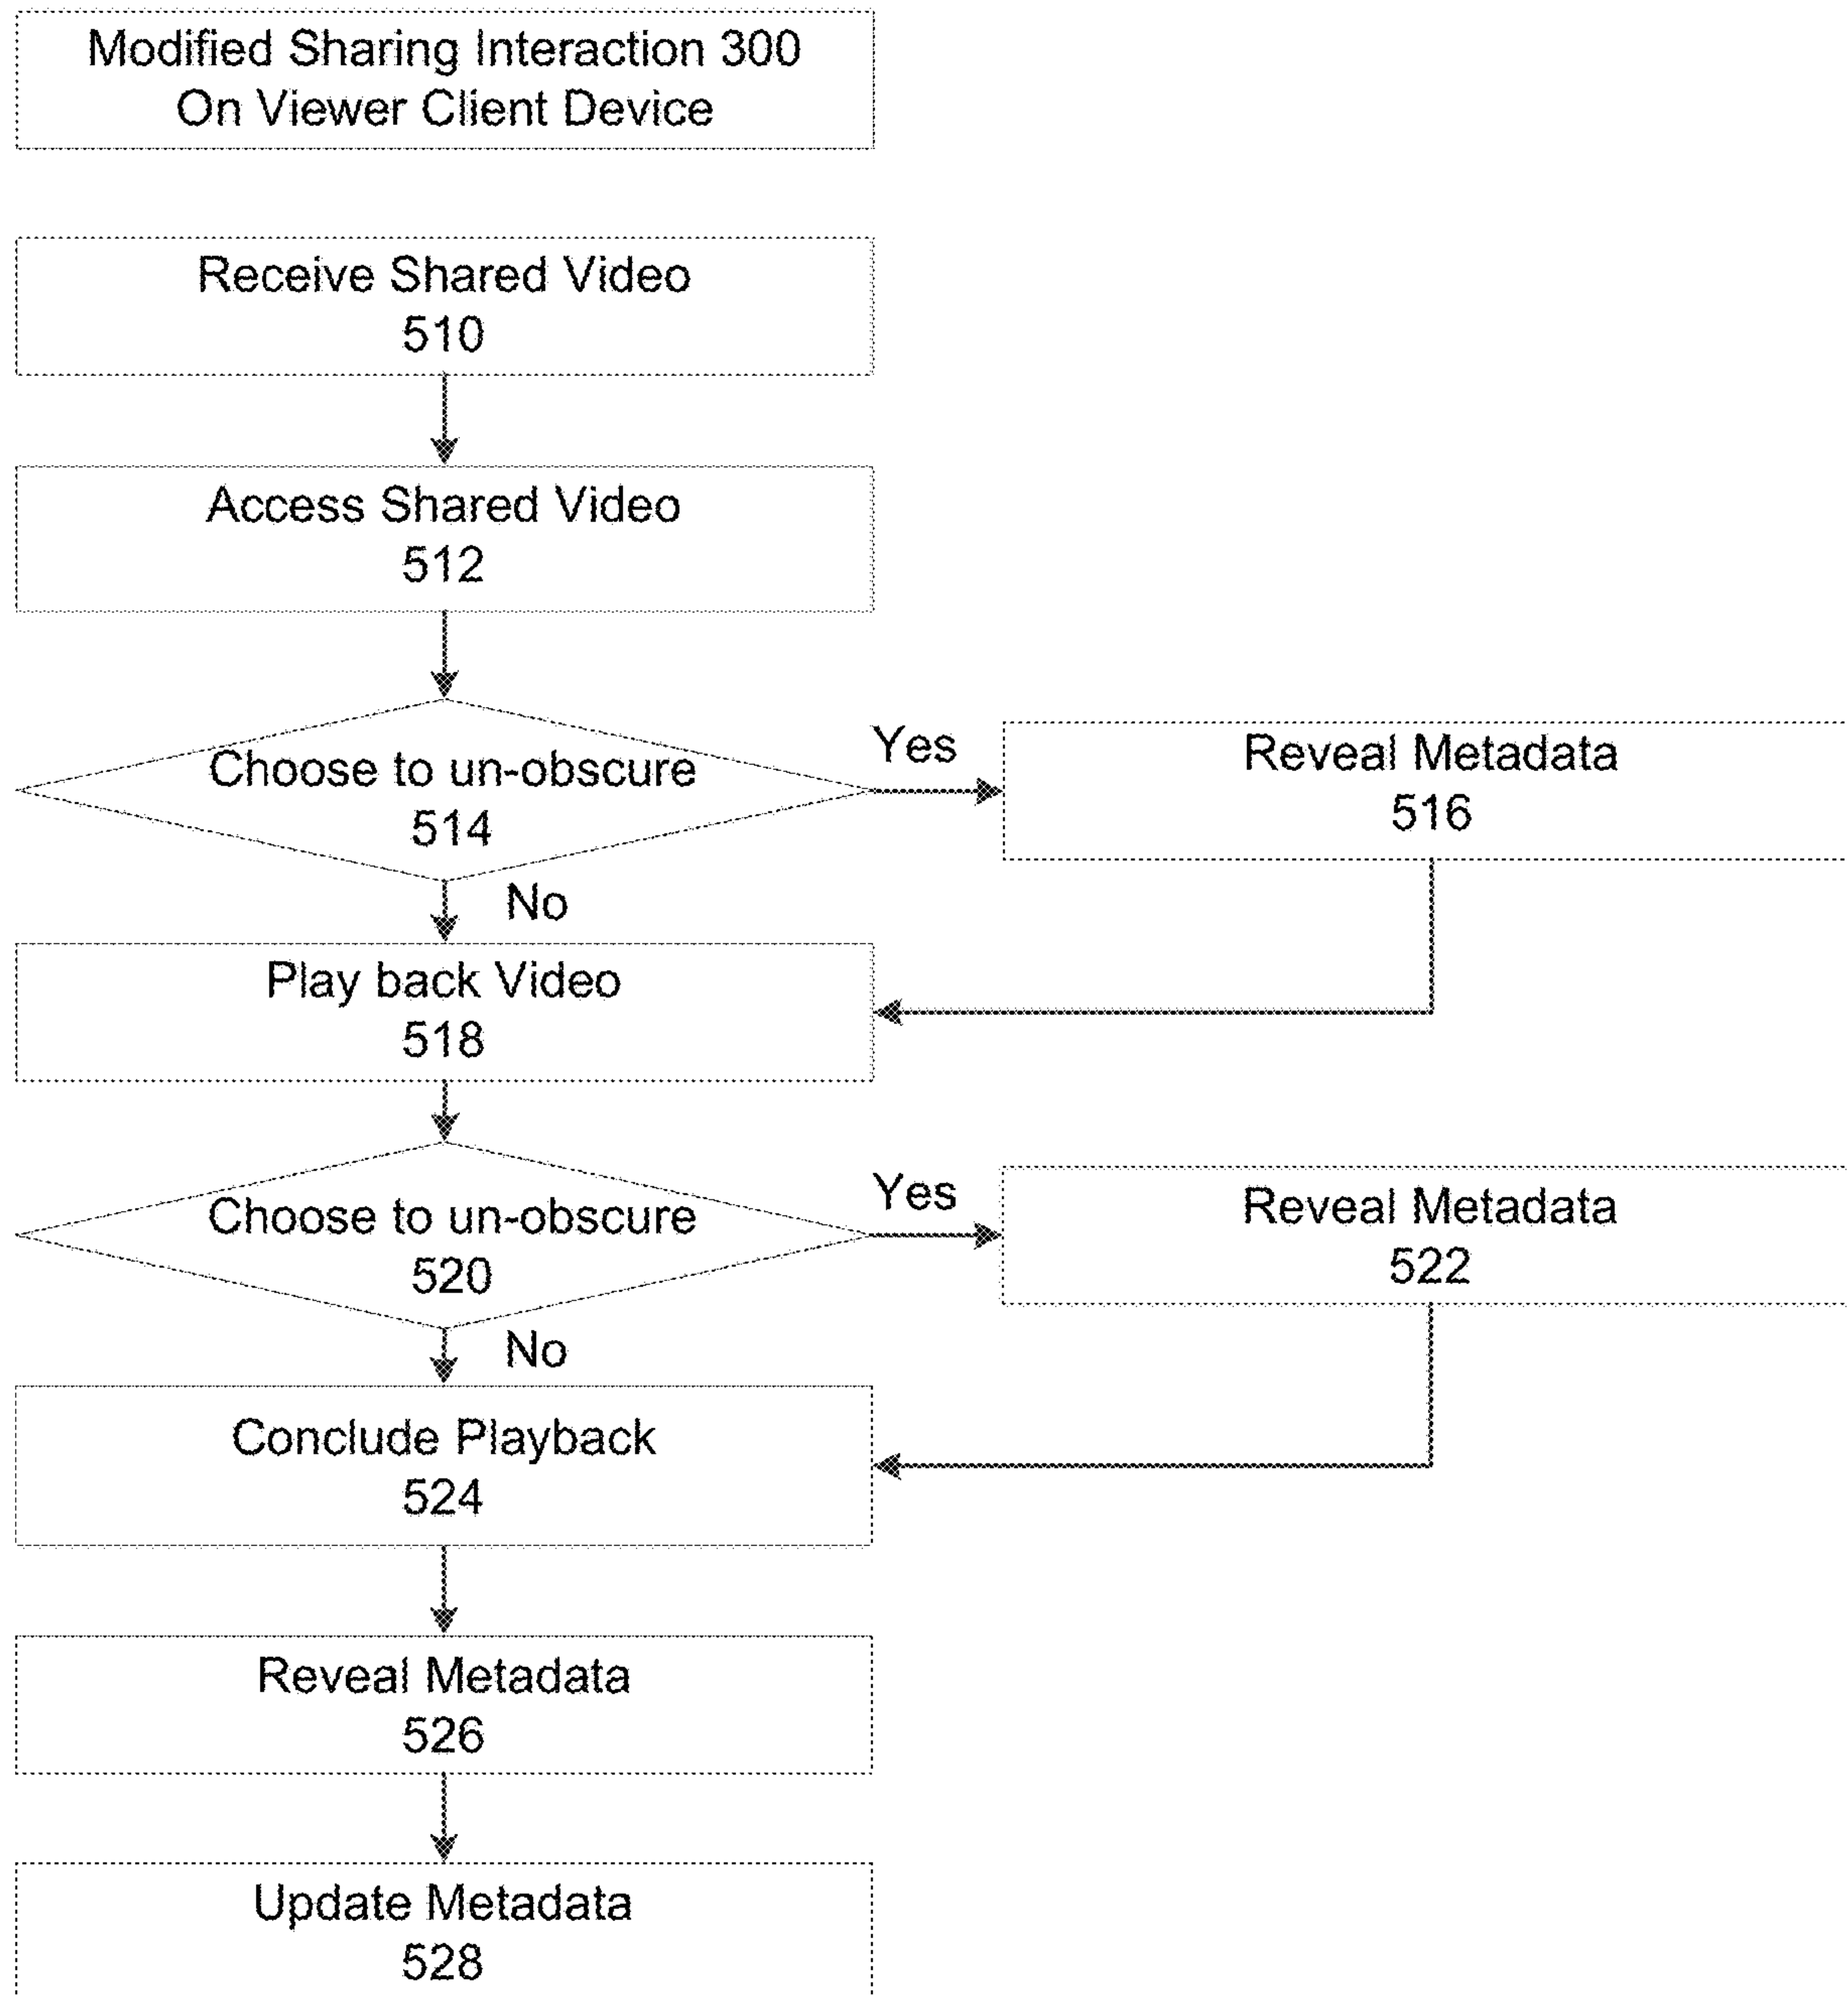 Modified Sharing Interaction 300
On Viewer Client Device
Receive Shared Video
510
Access Shared Video
512
Choose to un-obscure
514
Yes
Reveal Metadata
516
No
Play back Video
518
Choose to un-obscure
520
Yes
Reveal Metadata
522
No
Conclude Playback
524
Reveal Metadata
526
Update Metadata
528